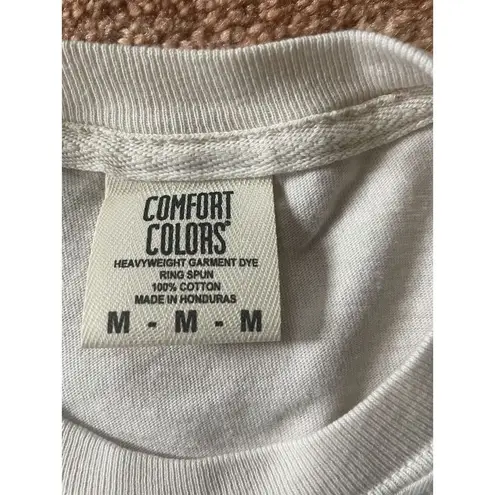 COMFORT
COLORS®
HEAVYWEIGHT GARMENT DYE
RING SPUN
100% COTTON
MADE IN HONDURAS
M - M - M